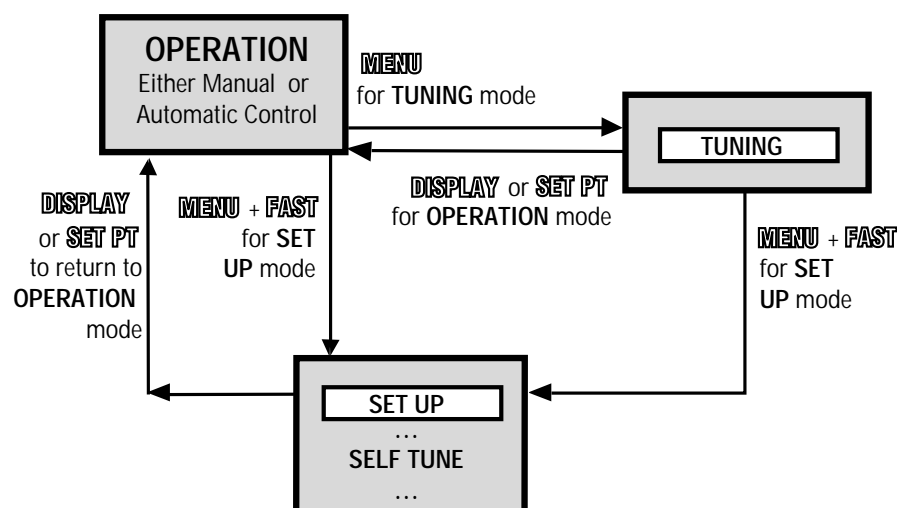 OPERATION
Either Manual or
Automatic Control
MENU
for TUNING mode
TUNING
DISPLAY or SET PT
for OPERATION mode
DISPLAY
or SET PT
to return to
OPERATION
mode
MENU + FAST
for SET
UP mode
MENU + FAST
for SET
UP mode
SET UP
...
SELF TUNE
...